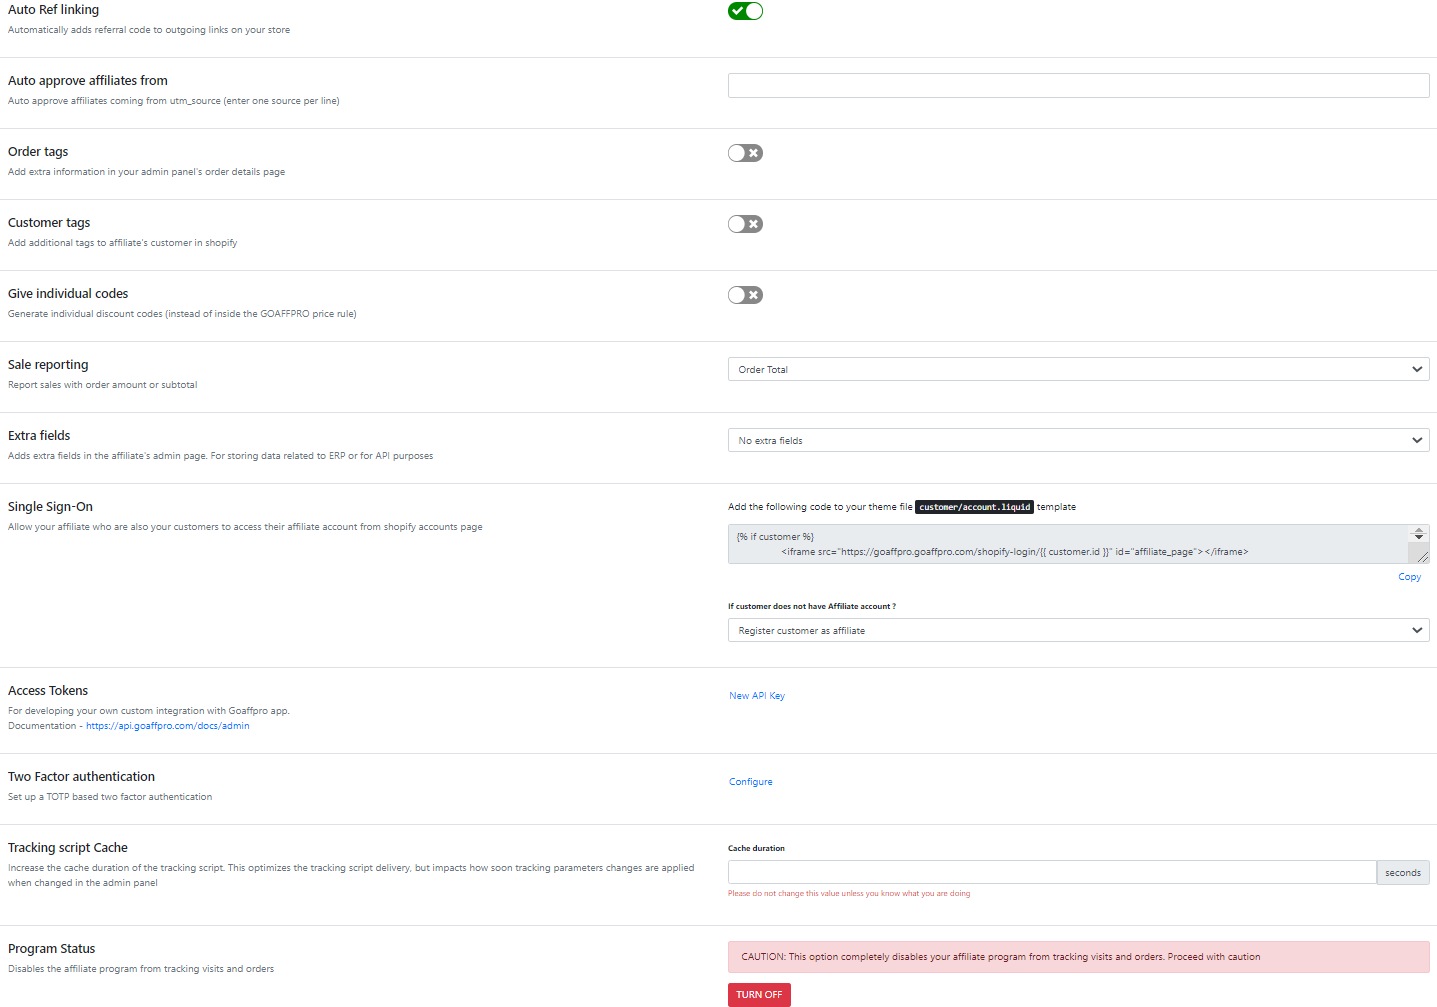 Auto Ref linking
Automatically adds referral code to outgoing links on your store
Auto approve affiliates from
Auto approve affiliates coming from utm_source (enter one source per line)
Order tags
Add extra information in your admin panel's order details page
Customer tags
Add additional tags to affiliate's customer in shopify
Give individual codes
Generate individual discount codes (instead of inside the GOAFFPRO price rule)
Sale reporting
Report sales with order amount or subtotal
Order Total
Extra fields
Adds extra fields in the affiliate's admin page. For storing data related to ERP or for API purposes
No extra fields
Single Sign-On
Allow your affiliate who are also your customers to access their affiliate account from shopify accounts page
Add the following code to your theme file customer/account.liquid template
{% if customer %}
<iframe src="https://goaffpro.goaffpro.com/shopify-login/{{ customer.id }}" id="affiliate_page"></iframe>
Copy
If customer does not have Affiliate account ?
Register customer as affiliate
Access Tokens
For developing your own custom integration with Goaffpro app.
Documentation - https://api.goaffpro.com/docs/admin
New API Key
Two Factor authentication
Set up a TOTP based two factor authentication
Configure
Tracking script Cache
Increase the cache duration of the tracking script. This optimizes the tracking script delivery, but impacts how soon tracking parameters changes are applied
when changed in the admin panel
Cache duration
seconds
Please do not change this value unless you know what you are doing
Program Status
Disables the affiliate program from tracking visits and orders
CAUTION: This option completely disables your affiliate program from tracking visits and orders. Proceed with caution
TURN OFF